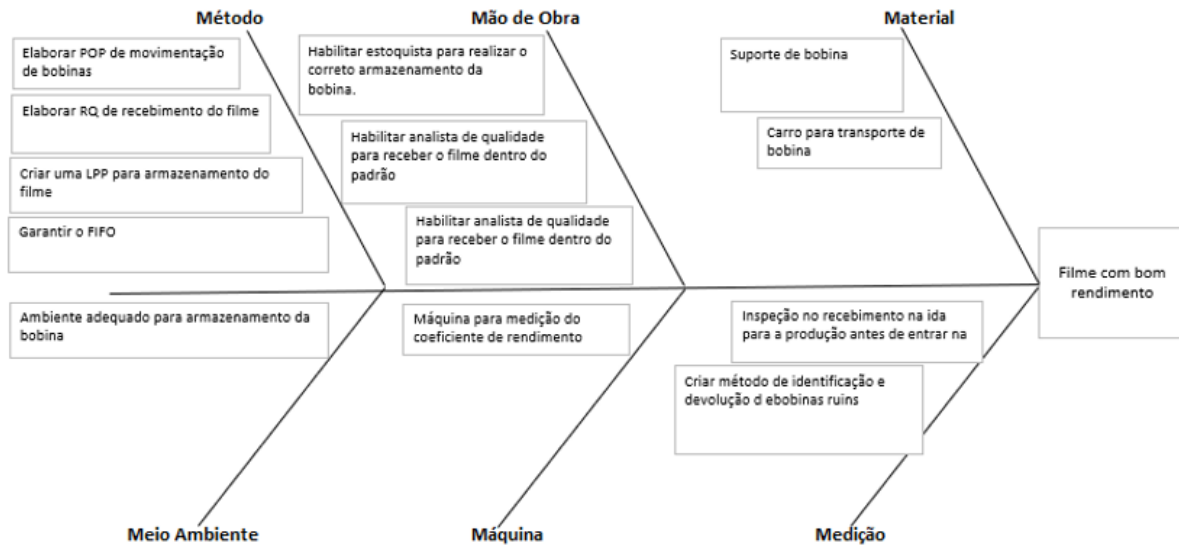 Método
Mão de Obra
Material
Elaborar POP de movimentação
de bobinas
Elaborar RQ de recebimento do filme
Criar uma LPP para armazenamento do
filme
Garantir o FIFO
Habilitar estoquista para realizar o
correto armazenamento da
bobina.
Habilitar analista de qualidade
para receber o filme dentro do
padrão
Habilitar analista de qualidade
para receber o filme dentro do
padrão
Suporte de bobina
Carro para transporte de
bobina
Filme com bom
rendimento
Ambiente adequado para armazenamento da
bobina
Máquina para medição do
coeficiente de rendimento
Inspeção no recebimento na ida
para a produção antes de entrar na
Criar método de identificação e
devolução d ebobinas ruins
Meio Ambiente
Máquina
Medição